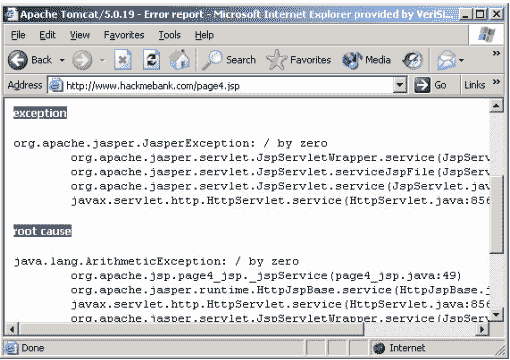 Apache Tomcat/5.0.19 - Error report - Microsoft Internet Explorer provided by VeriSi...
File Edit View Favorites Tools Help
Back Search Favorites Media »
Address http://www.hackmebank.com/page4.jsp Go Links »
exception
org.apache.jasper.JasperException: / by zero
org.apache.jasper.servlet.JspServletWrapper.service(JspServ
org.apache.jasper.servlet.JspServlet.serviceJspFile(JspServ
org.apache.jasper.servlet.JspServlet.service(JspServlet.jav
javax.servlet.http.HttpServlet.service(HttpServlet.java:856
root cause
java.lang.ArithmeticException: / by zero
org.apache.jsp.page4_jsp._jspService(page4_jsp.java:49)
org.apache.jasper.runtime.HttpJspBase.service(HttpJspBase.j
javax.servlet.http.HttpServlet.service(HttpServlet.java:856
org.apache.jasper.servlet.JspServletWrapper.service(JspServ
Done Internet